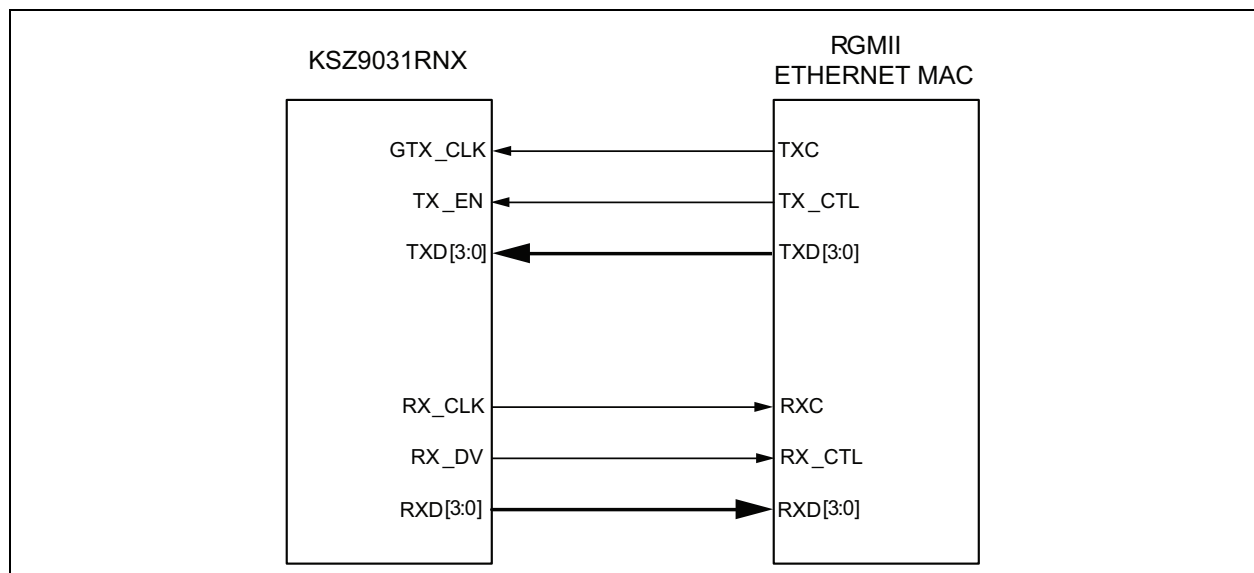 KSZ9031RNX
RGMII
ETHERNET MAC
GTX_CLK TXC
TX_EN TX_CTL
TXD[3:0] TXD[3:0]
RX_CLK RXC
RX_DV RX_CTL
RXD[3:0] RXD[3:0]